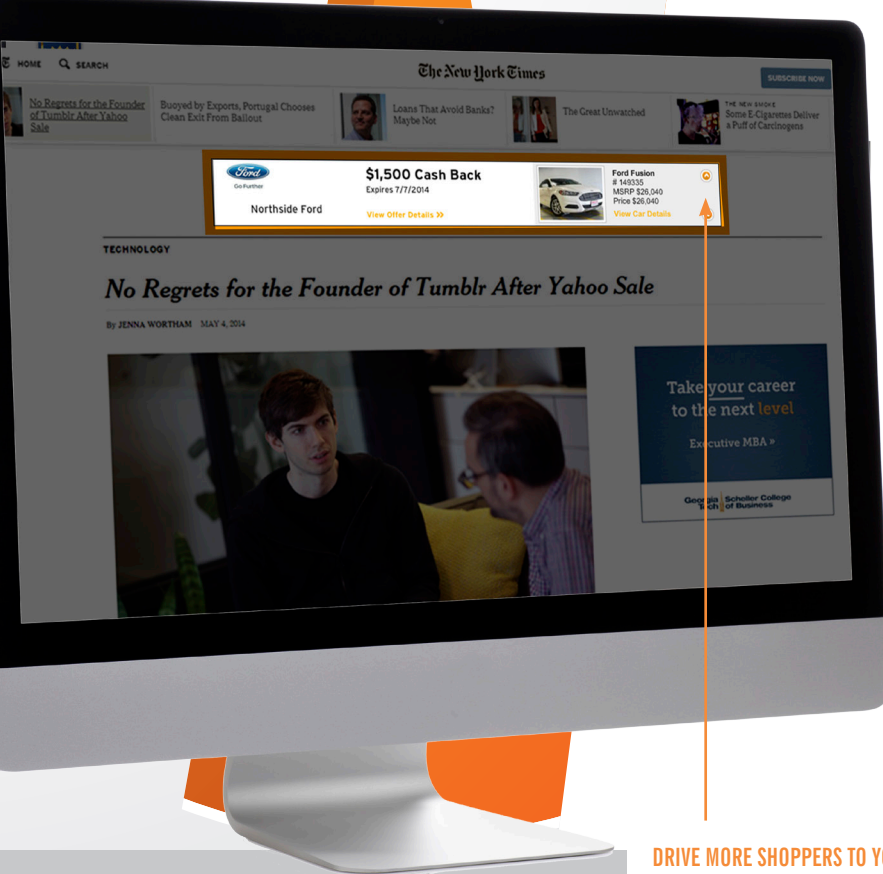 HOME SEARCH
The New York Times
SUBSCRIBE NOW
No Regrets for the Founder
of Tumblr After Yahoo
Sale
Buoyed by Exports, Portugal Chooses
Clean Exit From Bailout
Loans That Avoid Banks?
Maybe Not
The Great Unwatched
THE NEW SMOKE
Some E-Cigarettes Deliver
a Puff of Carcinogens
Ford
Go Further
Northside Ford
$1,500 Cash Back
Expires 7/7/2014
View Offer Details >>
Ford Fusion
# 149335
MSRP $26,040
Price $26,040
View Car Details
TECHNOLOGY
No Regrets for the Founder of Tumblr After Yahoo Sale
By JENNA WORTHAM MAY 4, 2014
Take your career
to the next level
Executive MBA »
Georgia Tech
Scheller College
of Business
DRIVE MORE SHOPPERS TO